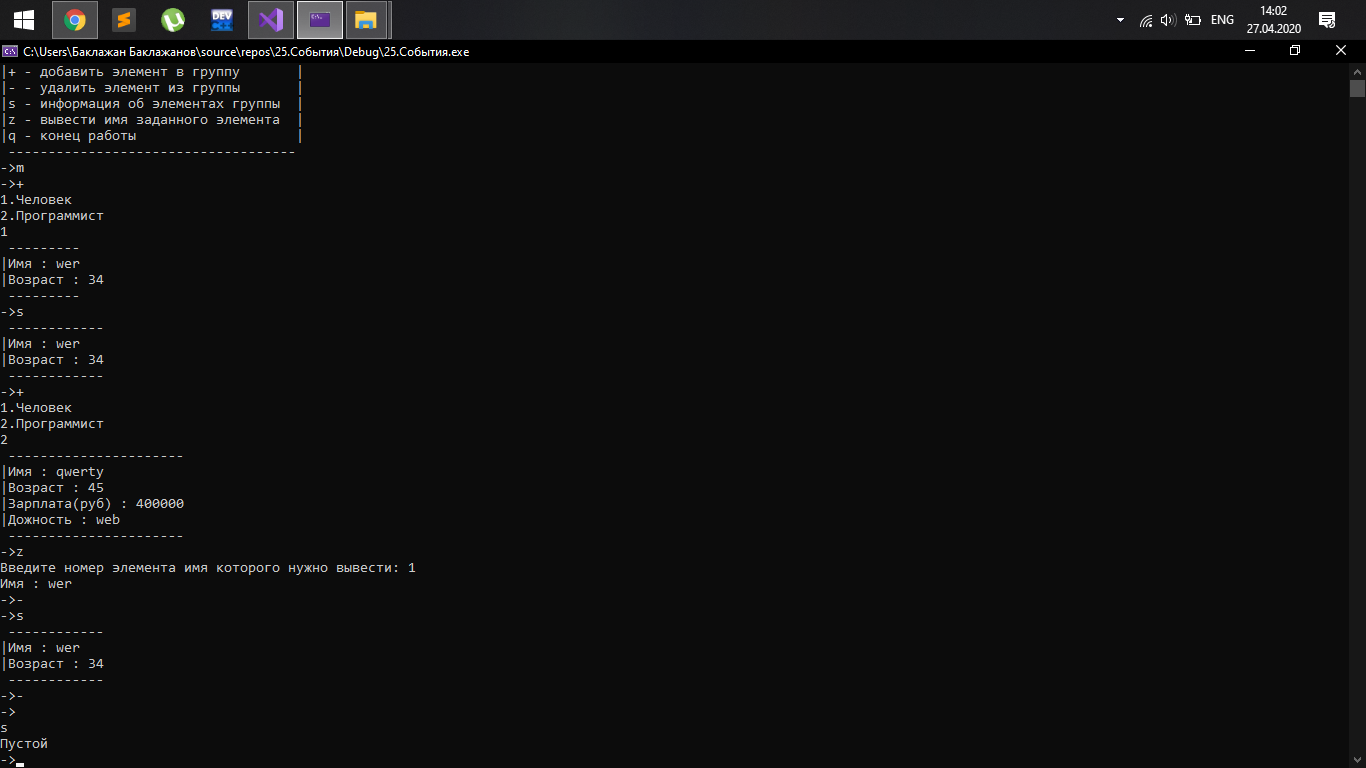 DEV
C:\
ENG
14:02
27.04.2020
C:\ C:\Users\Баклажан Баклажанов\source\repos\25.События\Debug\25.События.exe
|+ - добавить элемент в группу |
|- - удалить элемент из группы |
|s - информация об элементах группы |
|z - вывести имя заданного элемента |
|q - конец работы |
------------------------------------
->m
->+
1.Человек
2.Программист
1
---------
|Имя : wer
|Возраст : 34
---------
->s
------------
|Имя : wer
|Возраст : 34
------------
->+
1.Человек
2.Программист
2
----------------------
|Имя : qwerty
|Возраст : 45
|Зарплата(руб) : 400000
|Дожность : web
----------------------
->z
Введите номер элемента имя которого нужно вывести: 1
Имя : wer
->-
->s
------------
|Имя : wer
|Возраст : 34
------------
->-
->
s
Пустой
->_